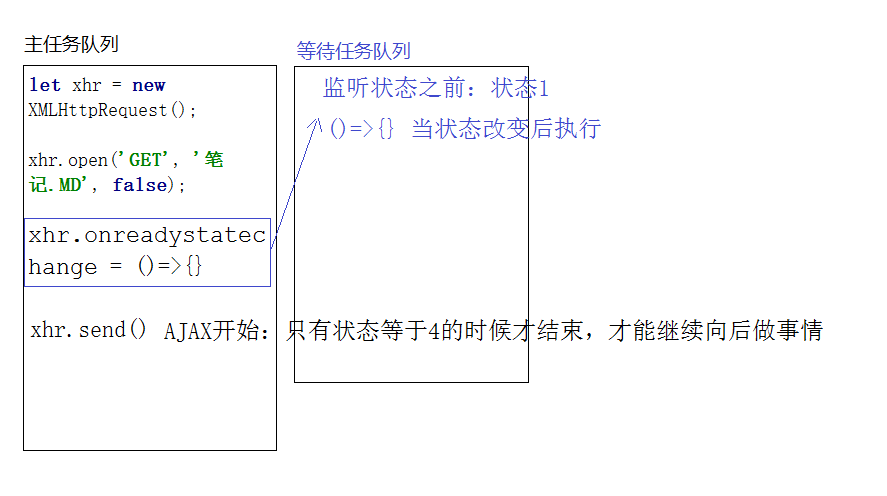 主任务队列
等待任务队列
let xhr = new
XMLHttpRequest();
监听状态之前：状态1
()=>{} 当状态改变后执行
xhr.open('GET', '笔
记.MD', false);
xhr.onreadystatec
hange = ()=>{}
xhr.send() AJAX开始：只有状态等于4的时候才结束，才能继续向后做事情